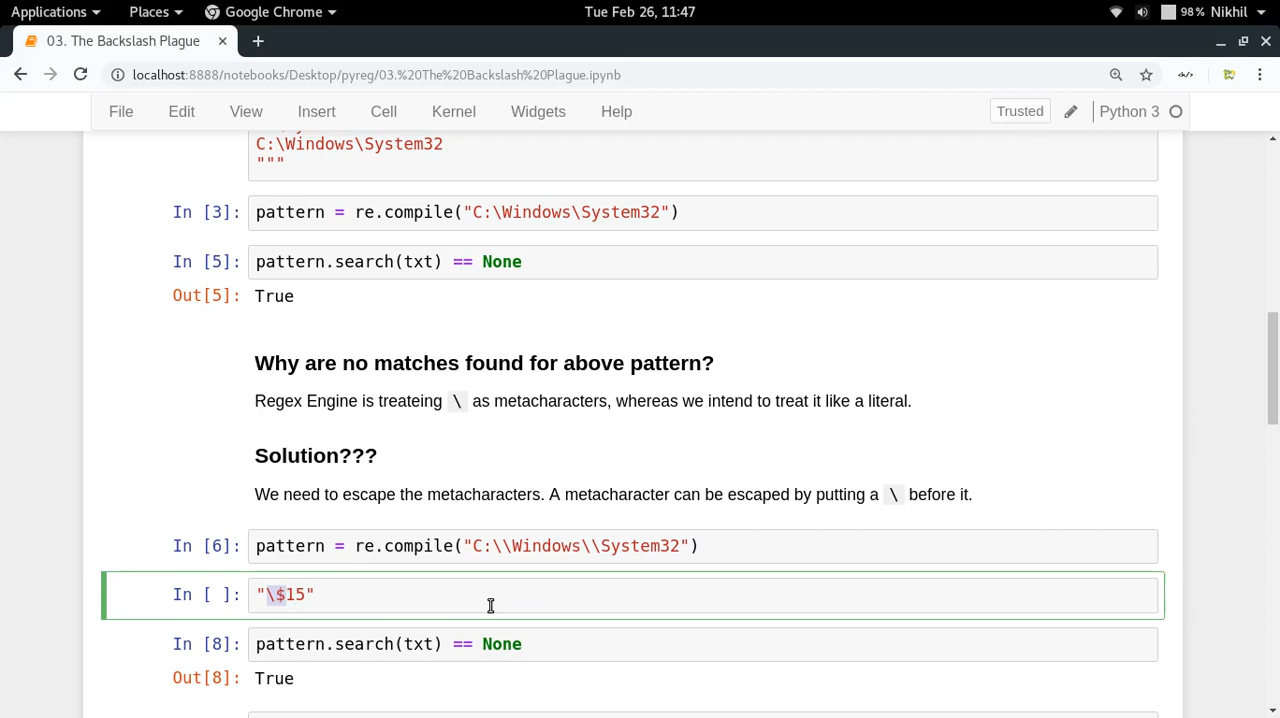 Applications Places Google Chrome Tue Feb 26, 11:47 98% Nikhil
03. The Backslash Plague
localhost:8888/notebooks/Desktop/pyreg/03.%20The%20Backslash%20Plague.ipynb
File Edit View Insert Cell Kernel Widgets Help Trusted Python 3
C:\Windows\System32
"""
In [3]: pattern = re.compile("C:\Windows\System32")
In [5]: pattern.search(txt) == None
Out[5]: True
Why are no matches found for above pattern?
Regex Engine is treateing \ as metacharacters, whereas we intend to treat it like a literal.
Solution???
We need to escape the metacharacters. A metacharacter can be escaped by putting a \ before it.
In [6]: pattern = re.compile("C:\\Windows\\System32")
In [ ]: "\$15"
In [8]: pattern.search(txt) == None
Out[8]: True